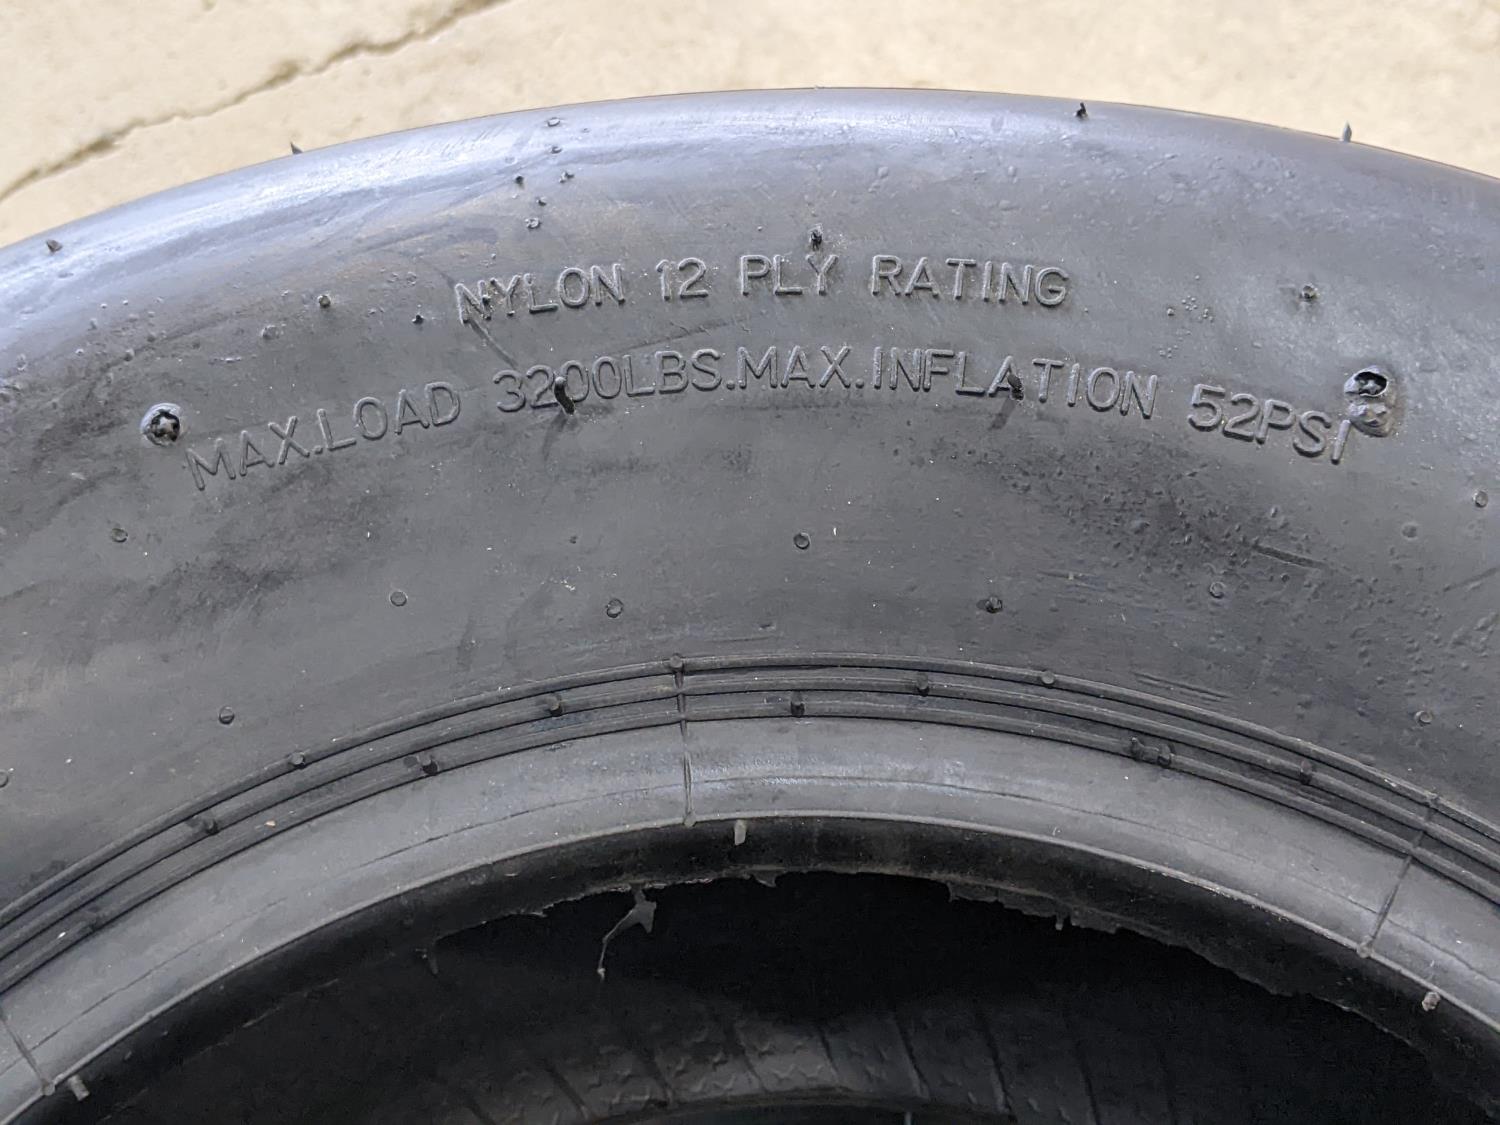 NYLON 12 PLY RATING
MAX.LOAD 3200LBS.MAX.INFLATION 52PSI